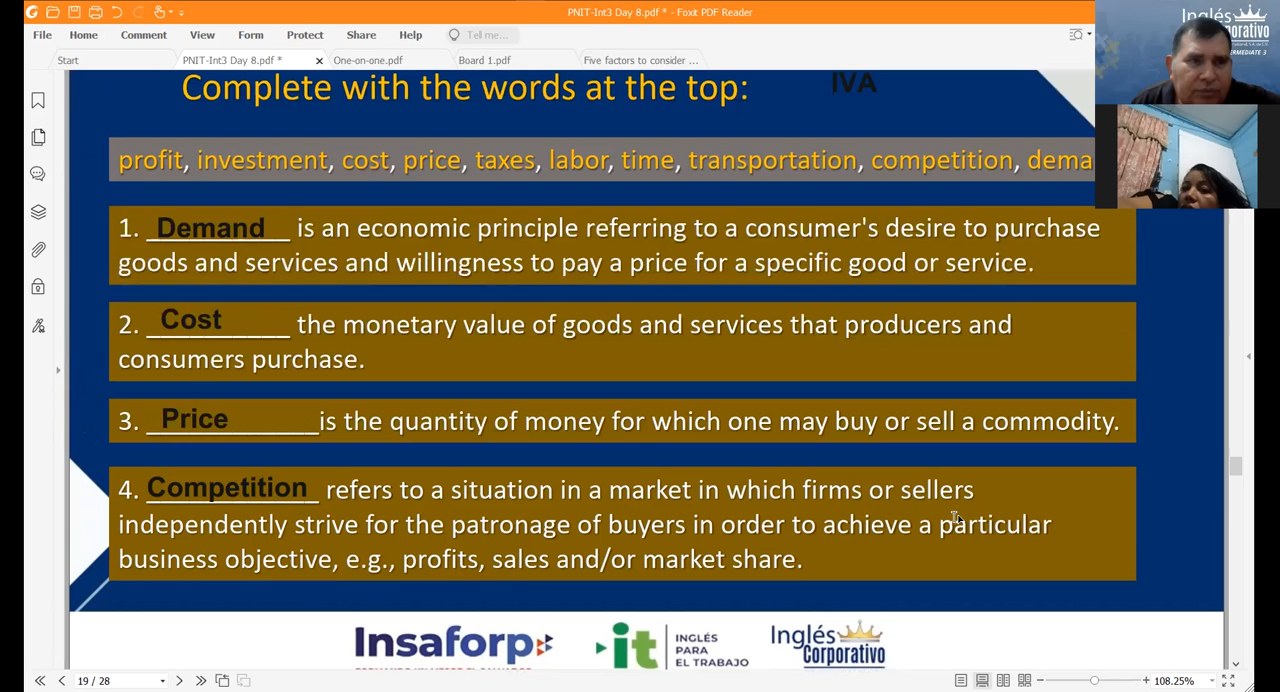 PNIT-Int3 Day 8.pdf * - Foxit PDF Reader
File Home Comment View Form Protect Share Help Tell me...
Start PNIT-Int3 Day 8.pdf * One-on-one.pdf Board 1.pdf Five factors to consider ...
Inglés
Corporativo
INTERMEDIATE 3
Complete with the words at the top: IVA
profit, investment, cost, price, taxes, labor, time, transportation, competition, dema
1. Demand is an economic principle referring to a consumer's desire to purchase
goods and services and willingness to pay a price for a specific good or service.
2. Cost the monetary value of goods and services that producers and
consumers purchase.
3. Price is the quantity of money for which one may buy or sell a commodity.
4. Competition refers to a situation in a market in which firms or sellers
independently strive for the patronage of buyers in order to achieve a particular
business objective, e.g., profits, sales and/or market share.
Insaforp
it INGLÉS
PARA
EL TRABAJO
Inglés
Corporativo
19 / 28 108.25%